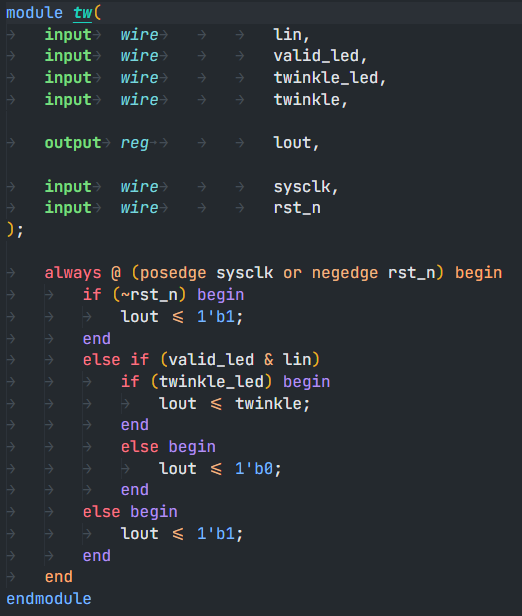 module tw(
    input   wire            lin,
    input   wire            valid_led,
    input   wire            twinkle_led,
    input   wire            twinkle,

    output  reg             lout,

    input   wire            sysclk,
    input   wire            rst_n
);

    always @ (posedge sysclk or negedge rst_n) begin
        if (~rst_n) begin
            lout <= 1'b1;
        end
        else if (valid_led & lin)
            if (twinkle_led) begin
                lout <= twinkle;
            end
            else begin
                lout <= 1'b0;
            end
        else begin
            lout <= 1'b1;
        end
    end
endmodule